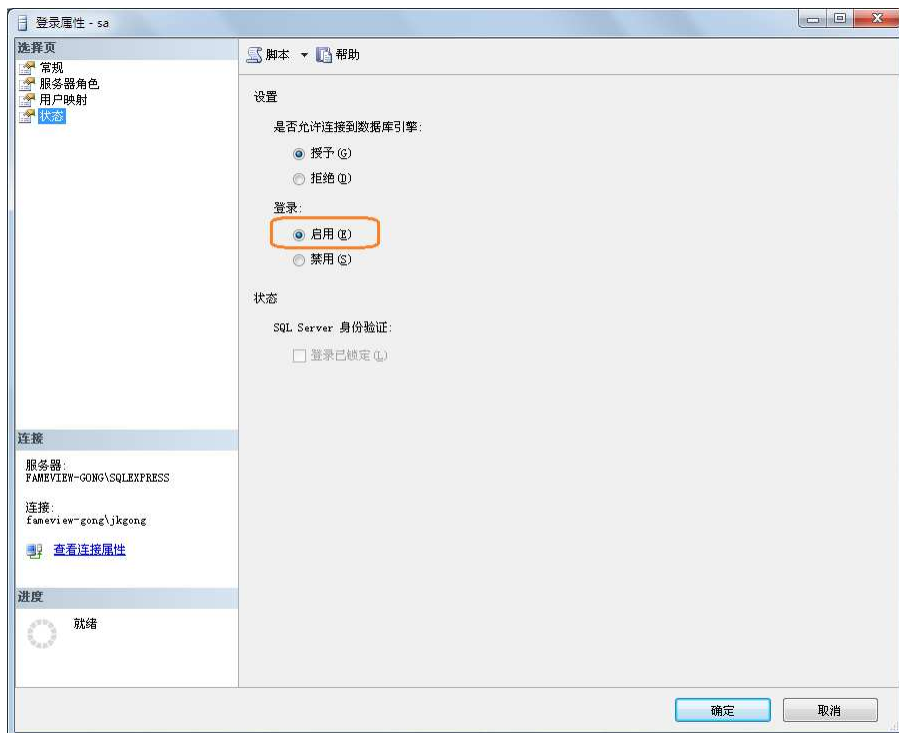 登录属性 - sa
选择页
常规
服务器角色
用户映射
状态
脚本 帮助
设置
是否允许连接到数据库引擎:
授予(G)
拒绝(D)
登录:
启用(E)
禁用(S)
状态
SQL Server 身份验证:
登录已锁定(L)
连接
服务器:
FAMEVIEW-GONG\SQLEXPRESS
连接:
fameview-gong\jkgong
查看连接属性
进度
就绪
确定 取消